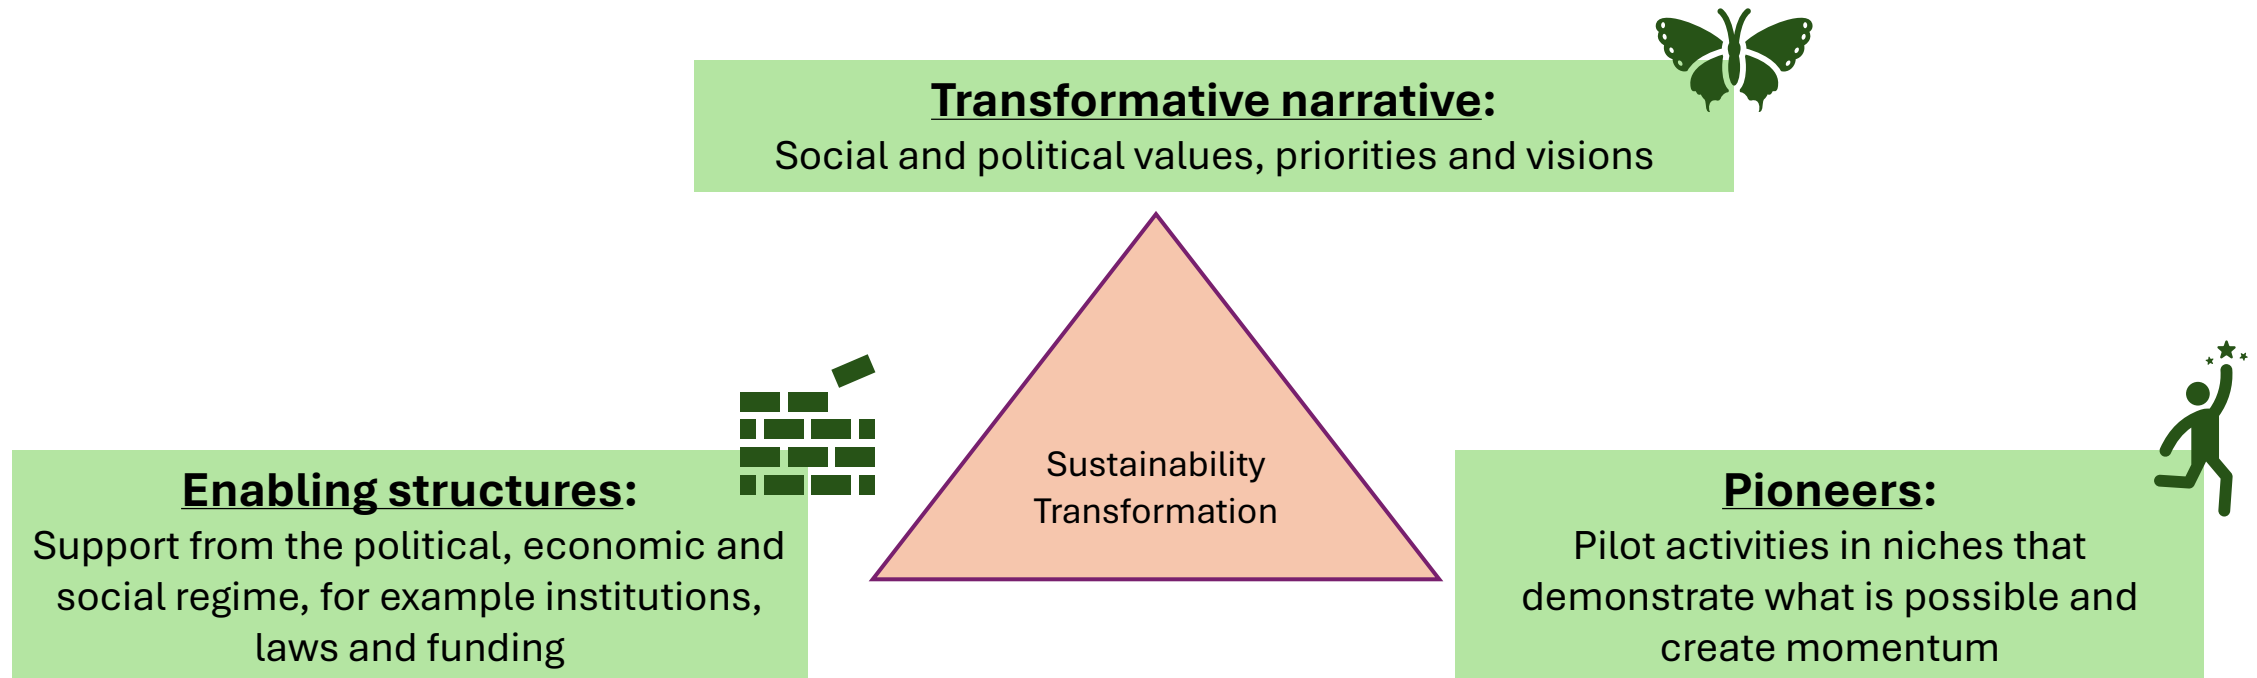 Transformative narrative:
Social and political values, priorities and visions
Sustainability
Transformation
Enabling structures:
Support from the political, economic and
social regime, for example institutions,
laws and funding
Pioneers:
Pilot activities in niches that
demonstrate what is possible and
create momentum